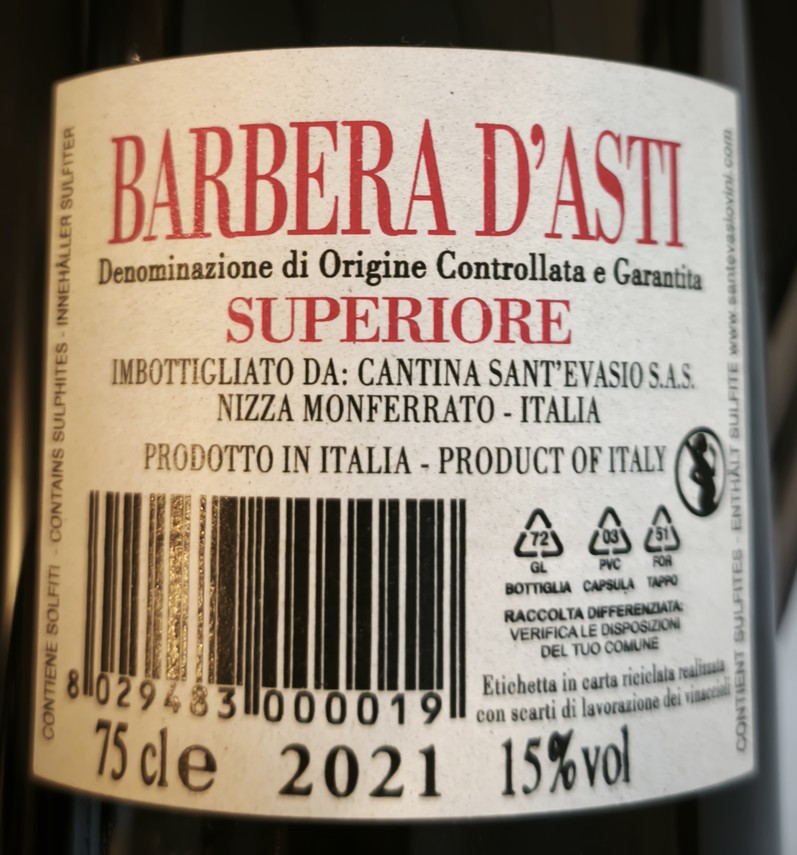 BARBERA D'ASTI
Denominazione di Origine Controllata e Garantita
SUPERIORE
IMBOTTIGLIATO DA: CANTINA SANT'EVASIO S.A.S.
NIZZA MONFERRATO - ITALIA
PRODOTTO IN ITALIA - PRODUCT OF ITALY
72 03 51
GL PVC FOR
BOTTIGLIA CAPSULA TAPPO
RACCOLTA DIFFERENZIATA:
VERIFICA LE DISPOSIZIONI
DEL TUO COMUNE
Etichetta in carta riciclata realizzata
con scarti di lavorazione dei vinaccioli
8 029483 000019
75 cl e 2021 15% vol
CONTIENE SOLFITI - CONTAINS SULPHITES - INNEHÅLLER SULFITER
CONTIENT SULFITES - ENTHÄLT SULFITE www.santevasiovini.com